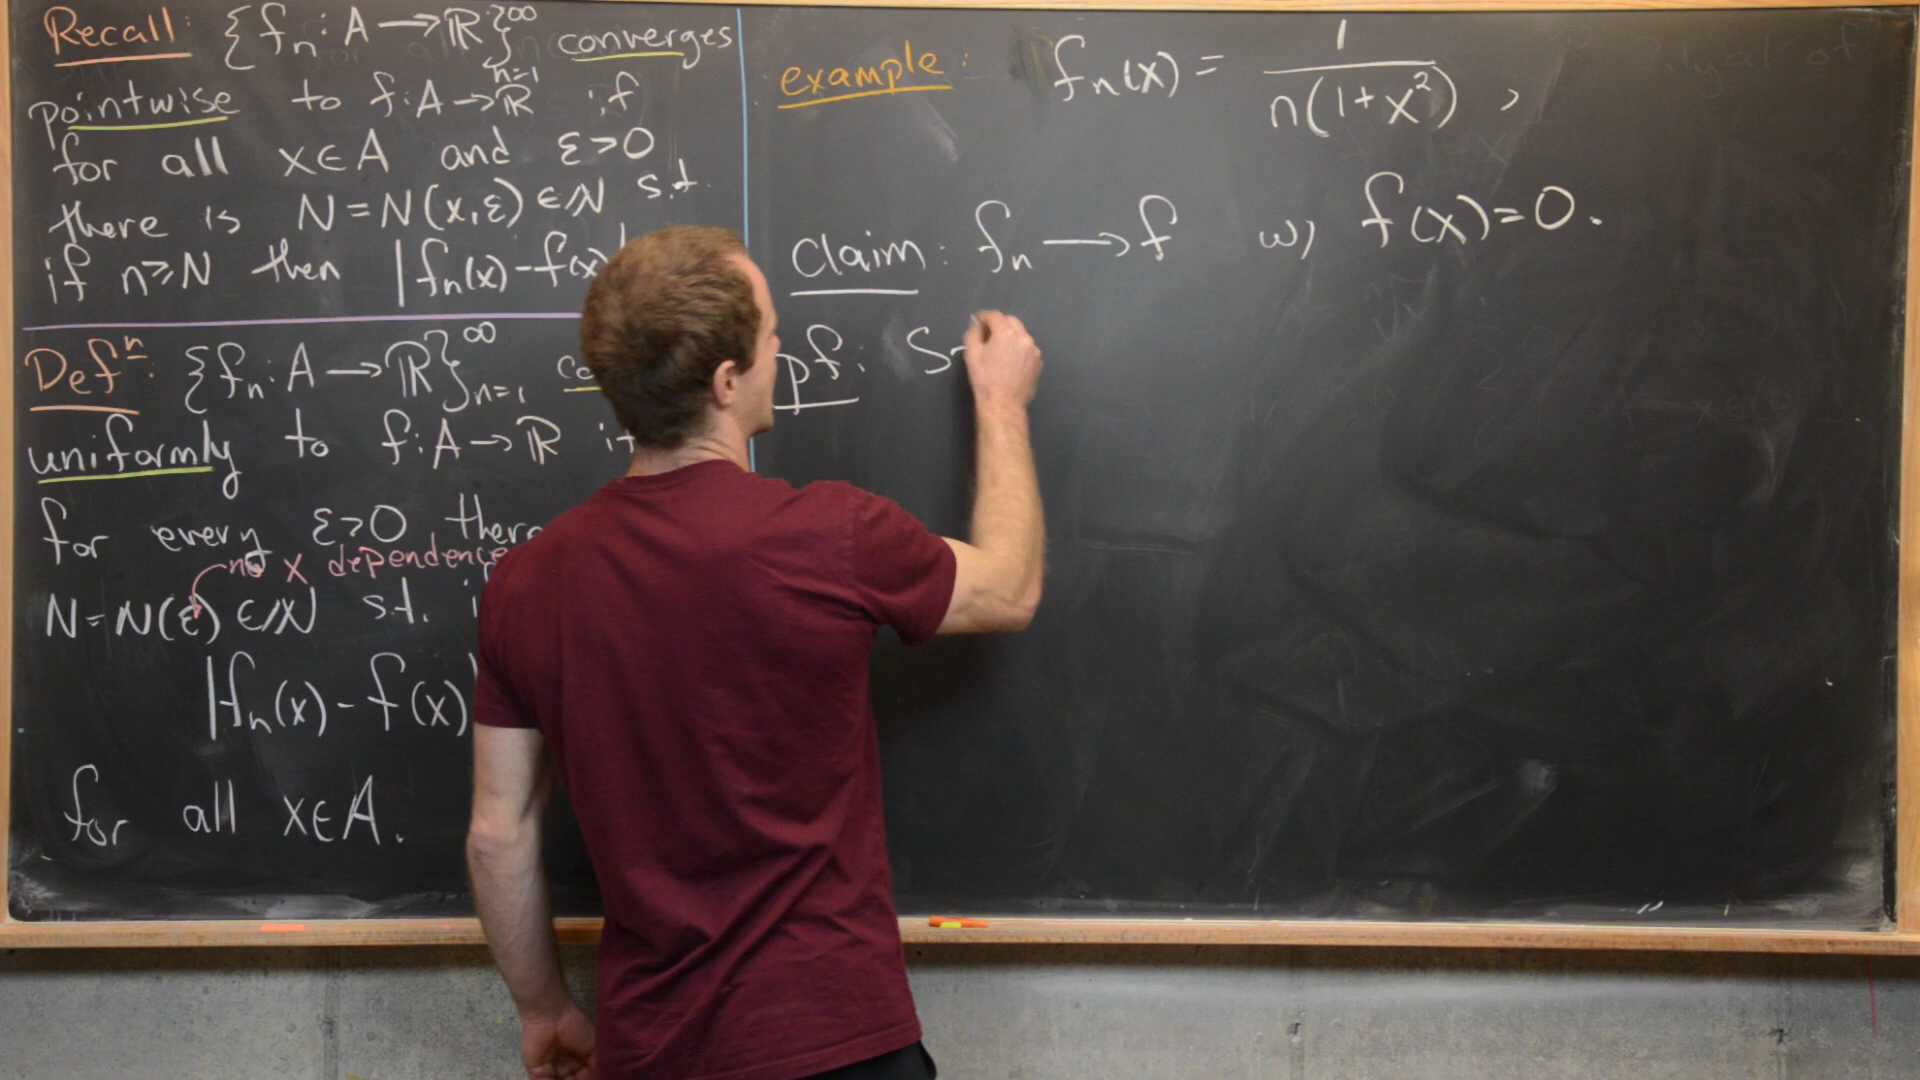 Recall: {fₙ: A → ℝ}ₙ₌₁^∞ converges
pointwise to f: A → ℝ if
for all x∈A and ε>0
there is N=N(x,ε)∈ℕ s.t.
if n≥N then |fₙ(x)-f(x)|
Defⁿ: {fₙ: A → ℝ}ₙ₌₁^∞
uniformly to f: A → ℝ
for every ε>0
no x dependence
N=N(ε)∈ℕ s.t.
|fₙ(x)-f(x)|
for all x∈A.
example: fₙ(x) = 1/(n(1+x²)),
Claim: fₙ → f w/ f(x)=0.
pf: